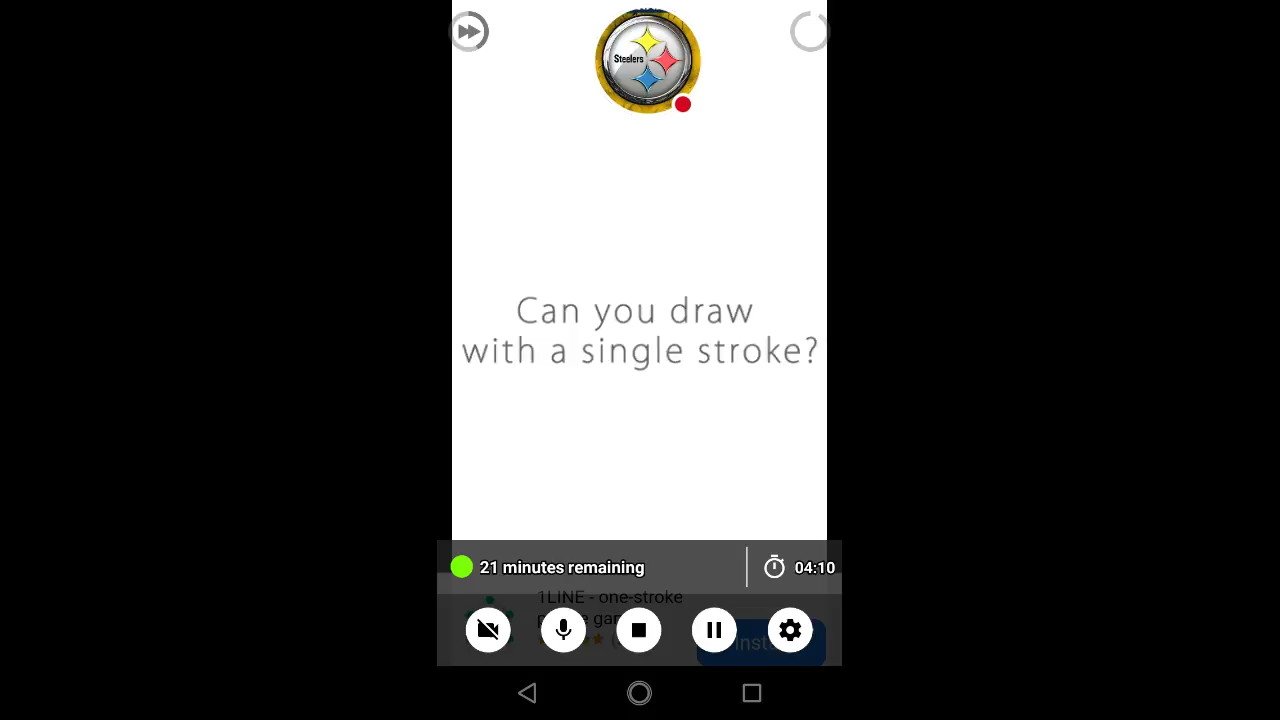 Steelers
Can you draw
with a single stroke?
21 minutes remaining
04:10
1LINE - one-stroke